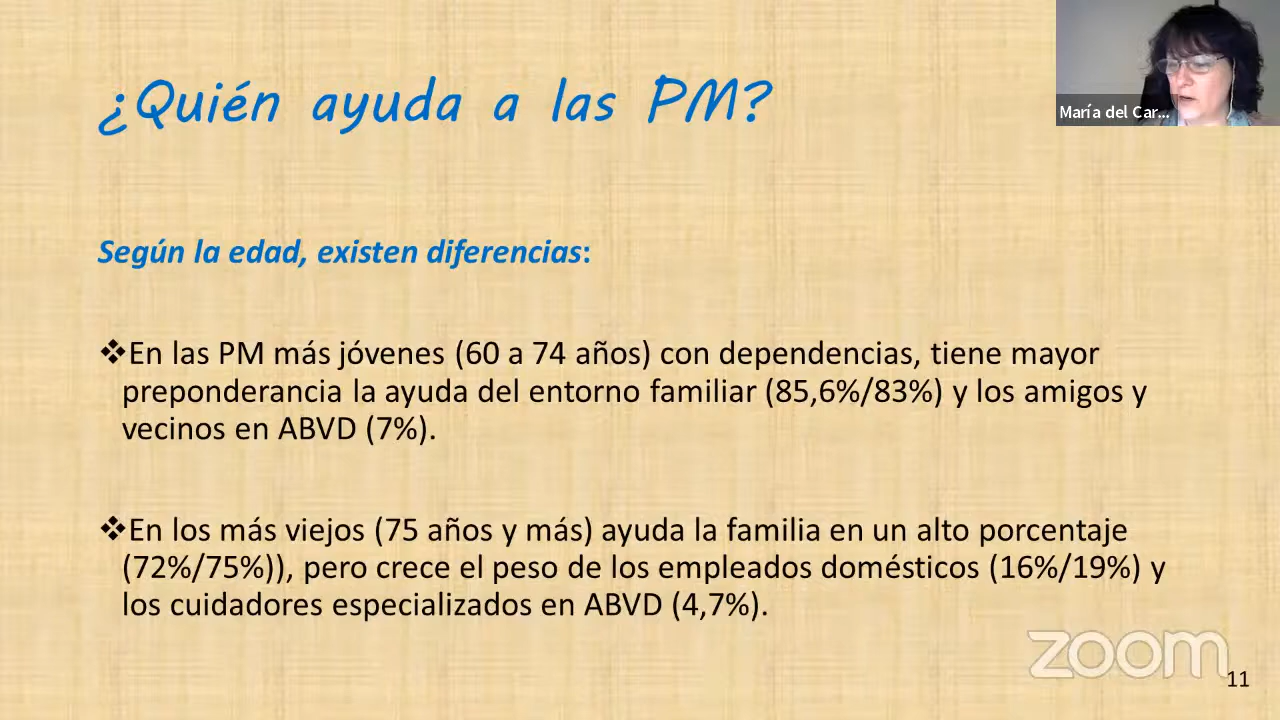 ¿Quién ayuda a las PM?
María del Car...
Según la edad, existen diferencias:
❖En las PM más jóvenes (60 a 74 años) con dependencias, tiene mayor
preponderancia la ayuda del entorno familiar (85,6%/83%) y los amigos y
vecinos en ABVD (7%).
❖En los más viejos (75 años y más) ayuda la familia en un alto porcentaje
(72%/75%)), pero crece el peso de los empleados domésticos (16%/19%) y
los cuidadores especializados en ABVD (4,7%).
zoom
11